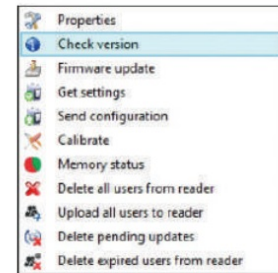 Properties
Check version
Firmware update
Get settings
Send configuration
Calibrate
Memory status
Delete all users from reader
Upload all users to reader
Delete pending updates
Delete expired users from reader